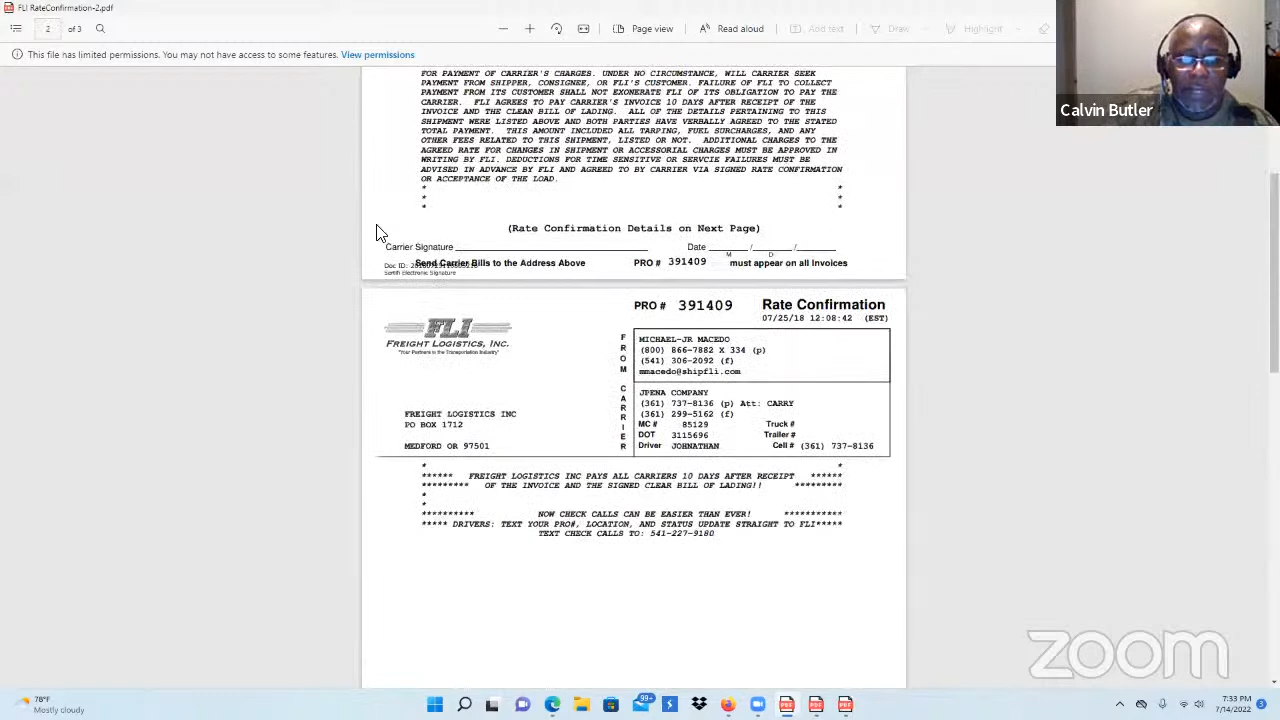 FLI RateConfirmation-2.pdf
2 of 3
Page view
Read aloud
Add text
Draw
Highlight
This file has limited permissions. You may not have access to some features. View permissions
Calvin Butler
FOR PAYMENT OF CARRIER'S CHARGES. UNDER NO CIRCUMSTANCE, WILL CARRIER SEEK
PAYMENT FROM SHIPPER, CONSIGNEE, OR FLI'S CUSTOMER. FAILURE OF FLI TO COLLECT
PAYMENT FROM ITS CUSTOMER SHALL NOT EXONERATE FLI OF ITS OBLIGATION TO PAY THE
CARRIER. FLI AGREES TO PAY CARRIER'S INVOICE 10 DAYS AFTER RECEIPT OF THE
INVOICE AND THE CLEAN BILL OF LADING. ALL OF THE DETAILS PERTAINING TO THIS
SHIPMENT WERE LISTED ABOVE AND BOTH PARTIES HAVE VERBALLY AGREED TO THE STATED
TOTAL PAYMENT. THIS AMOUNT INCLUDED ALL TARPING, FUEL SURCHARGES, AND ANY
OTHER FEES RELATED TO THIS SHIPMENT, LISTED OR NOT. ADDITIONAL CHARGES TO THE
AGREED RATE FOR CHANGES IN SHIPMENT OR ACCESSORIAL CHARGES MUST BE APPROVED IN
WRITING BY FLI. DEDUCTIONS FOR TIME SENSITIVE OR SERVCIE FAILURES MUST BE
ADVISED IN ADVANCE BY FLI AND AGREED TO BY CARRIER VIA SIGNED RATE CONFIRMATION
OR ACCEPTANCE OF THE LOAD.
* *
* *
* *
(Rate Confirmation Details on Next Page)
Carrier Signature Date / /
M D
Send Carrier Bills to the Address Above PRO # 391409 must appear on all Invoices
Doc ID:
Sertifi Electronic Signature
PRO # 391409 Rate Confirmation
07/25/18 12:08:42 (EST)
FLI
FREIGHT LOGISTICS, INC.
"Your Partners in the Transportation Industry"
FROM
MICHAEL-JR MACEDO
(800) 866-7882 X 334 (p)
(541) 306-2092 (f)
mmacedo@shipfli.com
CARRIER
JPENA COMPANY
(361) 737-8136 (p) Att: CARRY
(361) 299-5162 (f)
MC # 85129 Truck #
DOT 3115696 Trailer #
Driver JOHNATHAN Cell # (361) 737-8136
FREIGHT LOGISTICS INC
PO BOX 1712
MEDFORD OR 97501
* *
****** FREIGHT LOGISTICS INC PAYS ALL CARRIERS 10 DAYS AFTER RECEIPT ******
********* OF THE INVOICE AND THE SIGNED CLEAR BILL OF LADING!! *********
*
*
********** NOW CHECK CALLS CAN BE EASIER THAN EVER! ***********
***** DRIVERS: TEXT YOUR PRO#, LOCATION, AND STATUS UPDATE STRAIGHT TO FLI*****
TEXT CHECK CALLS TO: 541-227-9180
zoom
78°F
Mostly cloudy
99+
7:33 PM
7/14/2022
3